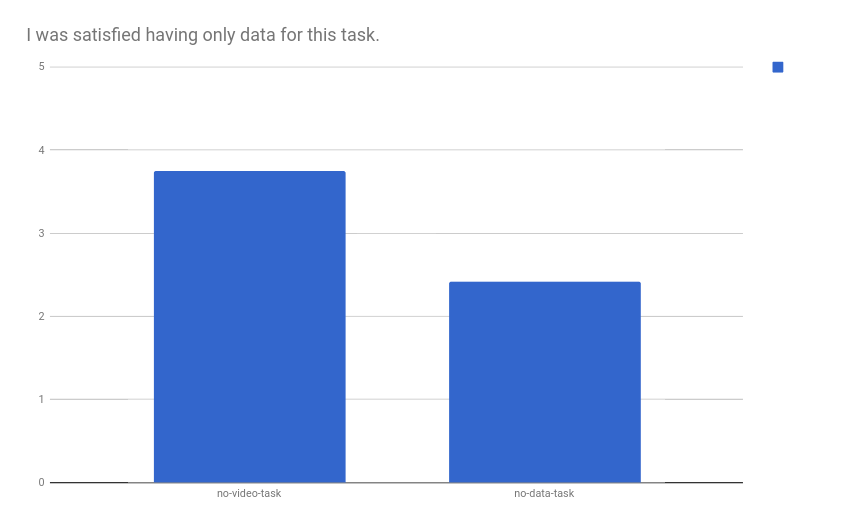 I was satisfied having only data for this task.
5
4
3
2
1
0
no-video-task
no-data-task